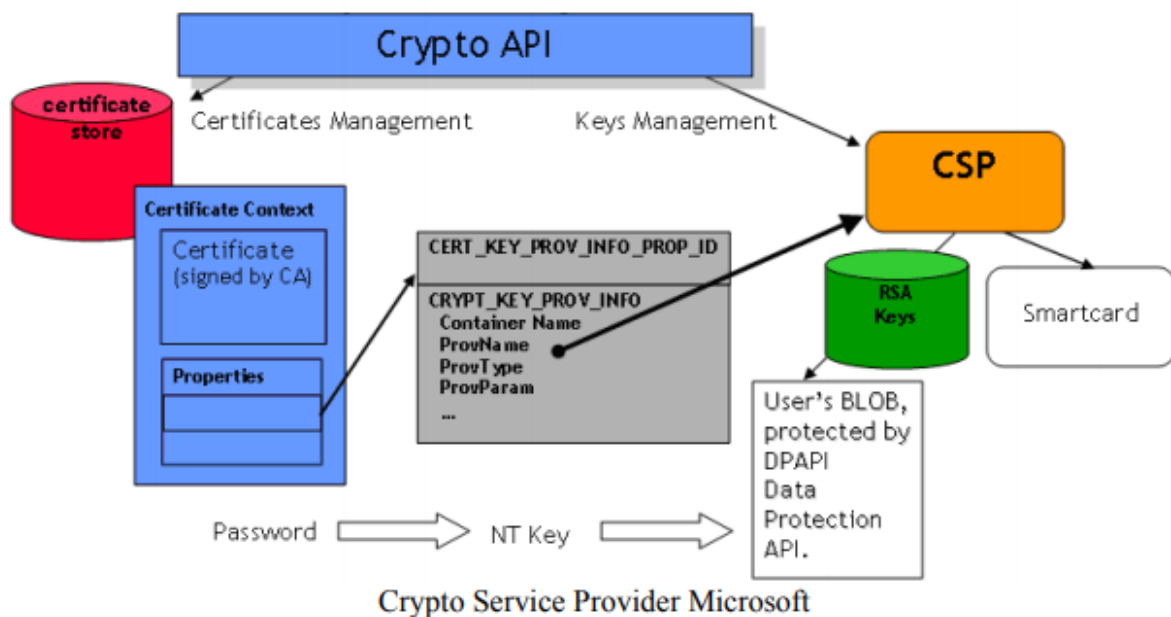 Crypto API
certificate
store
Certificates Management
Keys Management
CSP
Certificate Context
Certificate
(signed by CA)
Properties
CERT_KEY_PROV_INFO_PROP_ID
CRYPT_KEY_PROV_INFO
Container Name
ProvName
ProvType
ProvParam
...
RSA
Keys
Smartcard
User's BLOB,
protected by
DPAPI
Data
Protection
API.
Password
NT Key
Crypto Service Provider Microsoft